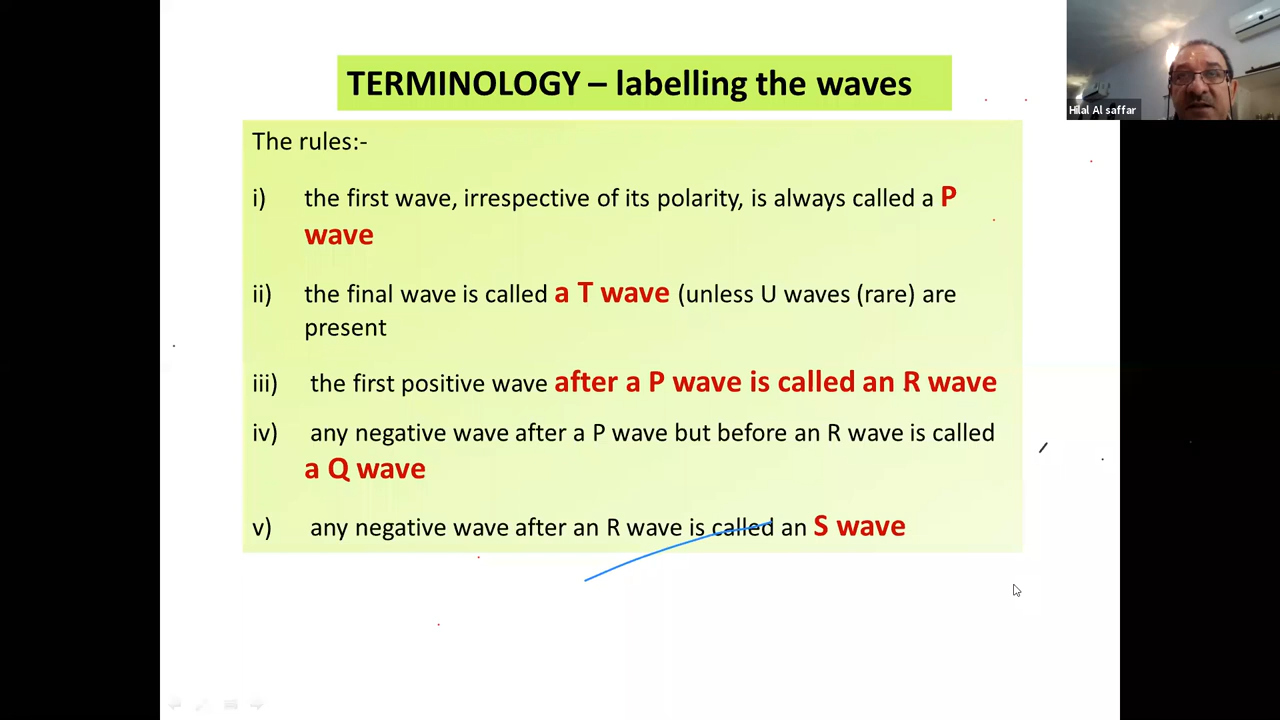 TERMINOLOGY – labelling the waves
Hilal Al saffar
The rules:-
i) the first wave, irrespective of its polarity, is always called a P
wave
ii) the final wave is called a T wave (unless U waves (rare) are
present
iii) the first positive wave after a P wave is called an R wave
iv) any negative wave after a P wave but before an R wave is called
a Q wave
v) any negative wave after an R wave is called an S wave